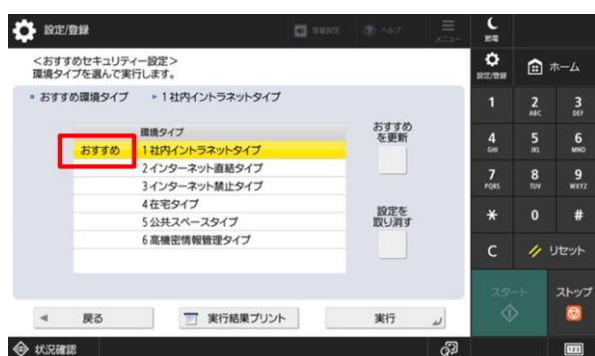 設定/登録
音量設定
ヘルプ
メニュー
節電
<おすすめセキュリティー設定>
環境タイプを選んで実行します。
設定/登録
ホーム
おすすめ環境タイプ
1 社内イントラネットタイプ
環境タイプ
おすすめ 1 社内イントラネットタイプ
2 インターネット直結タイプ
3 インターネット禁止タイプ
4 在宅タイプ
5 公共スペースタイプ
6 高機密情報管理タイプ
おすすめ
を更新
設定を
取り消す
戻る
実行結果プリント
実行
状況確認
1 2 3
ABC DEF
4 5 6
GHI JKL MNO
7 8 9
PQRS TUV WXYZ
* 0 #
C
リセット
スタート
ストップ
123